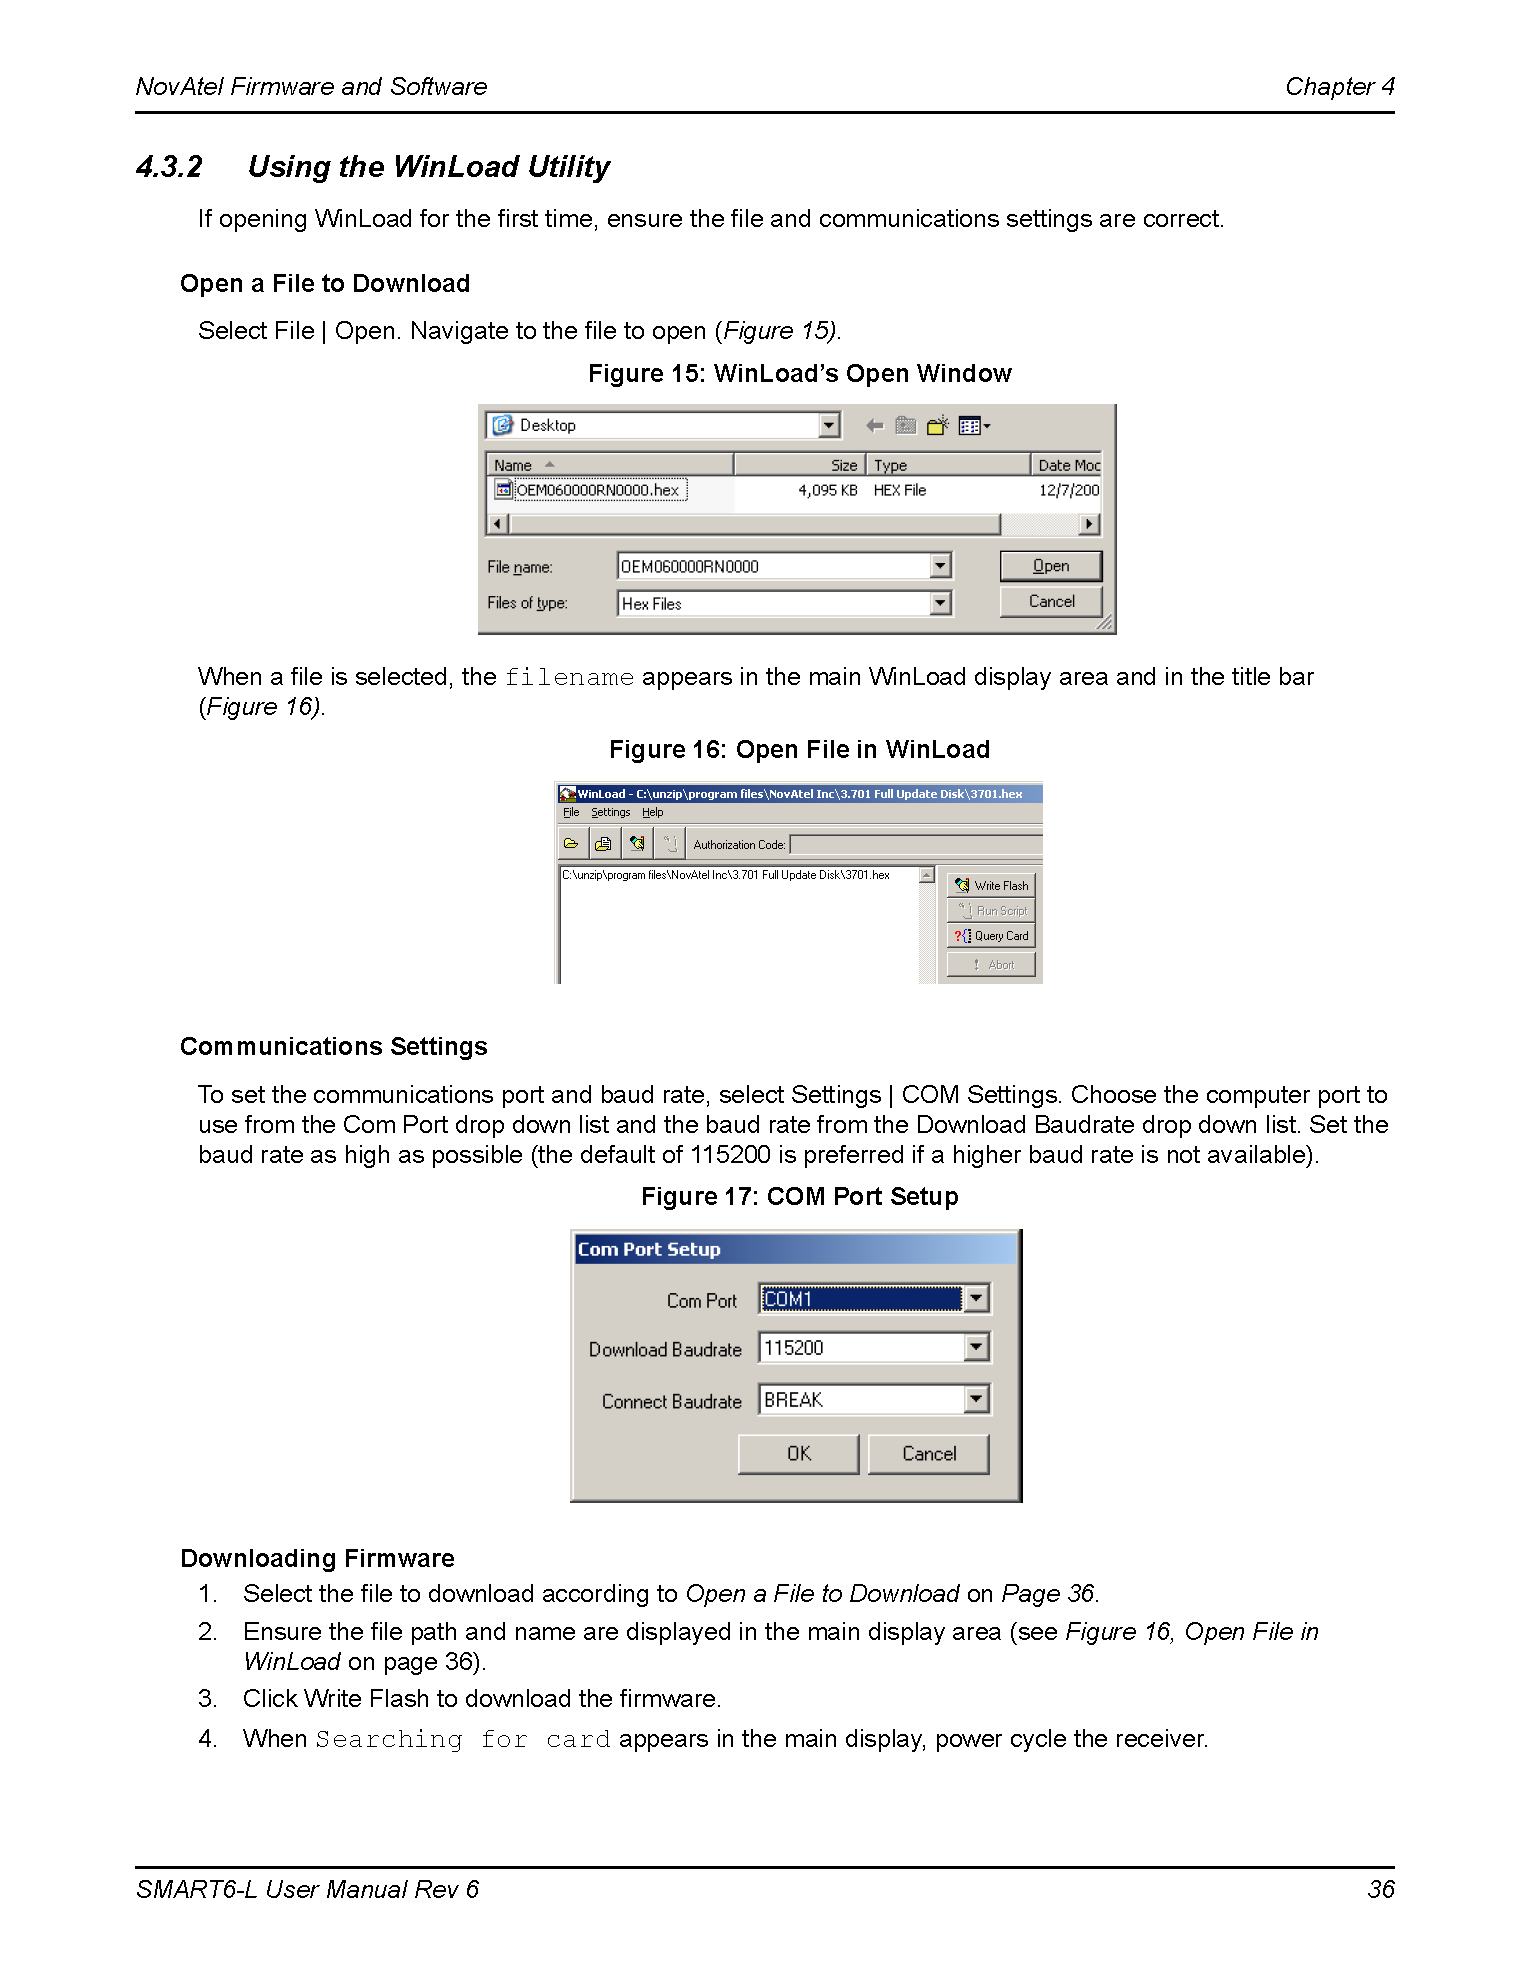 NovAtel Firmware and Software Chapter 4
4.3.2 Using the WinLoad Utility
If opening WinLoad for the first time, ensure the file and communications settings are correct.
Open a File to Download
Select File | Open. Navigate to the file to open (Figure 15).
Figure 15: WinLoad’s Open Window
Desktop
Name Size Type Date Moc
OEM060000RN0000.hex 4,095 KB HEX File 12/7/200
File name: OEM060000RN0000 Open
Files of type: Hex Files Cancel
When a file is selected, the filename appears in the main WinLoad display area and in the title bar
(Figure 16).
Figure 16: Open File in WinLoad
WinLoad - C:\unzip\program files\NovAtel Inc\3.701 Full Update Disk\3701.hex
File Settings Help
Authorization Code:
C:\unzip\program files\NovAtel Inc\3.701 Full Update Disk\3701.hex
Write Flash
Run Script
Query Card
Abort
Communications Settings
To set the communications port and baud rate, select Settings | COM Settings. Choose the computer port to
use from the Com Port drop down list and the baud rate from the Download Baudrate drop down list. Set the
baud rate as high as possible (the default of 115200 is preferred if a higher baud rate is not available).
Figure 17: COM Port Setup
Com Port Setup
Com Port COM1
Download Baudrate 115200
Connect Baudrate BREAK
OK Cancel
Downloading Firmware
1. Select the file to download according to Open a File to Download on Page 36.
2. Ensure the file path and name are displayed in the main display area (see Figure 16, Open File in
WinLoad on page 36).
3. Click Write Flash to download the firmware.
4. When Searching for card appears in the main display, power cycle the receiver.
SMART6-L User Manual Rev 6 36